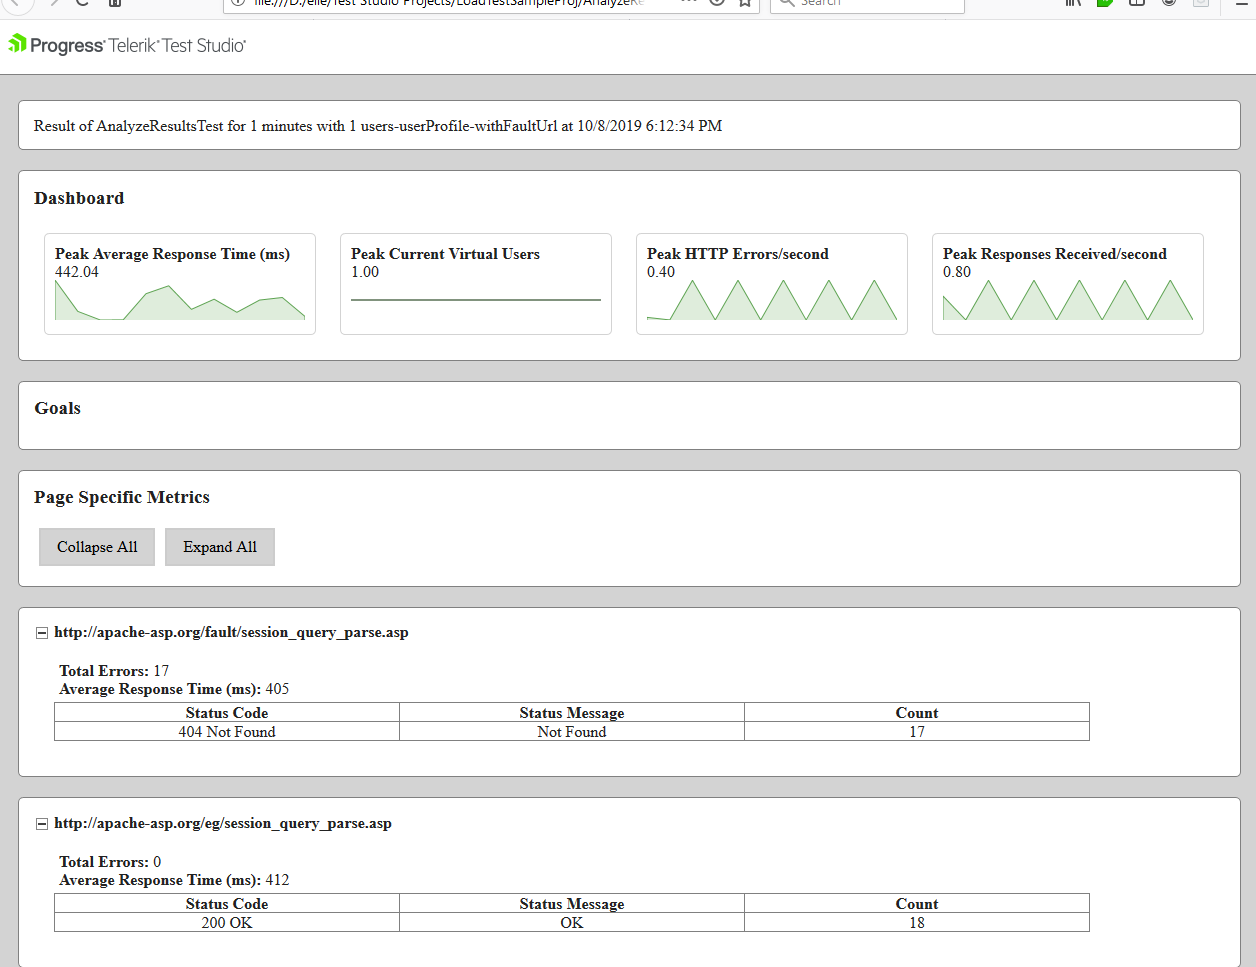 file:///D:/elle/Test Studio Projects/LoadTestSampleProj/AnalyzeRe
Search
Progress Telerik Test Studio
Result of AnalyzeResultsTest for 1 minutes with 1 users-userProfile-withFaultUrl at 10/8/2019 6:12:34 PM
Dashboard
Peak Average Response Time (ms)
442.04
Peak Current Virtual Users
1.00
Peak HTTP Errors/second
0.40
Peak Responses Received/second
0.80
Goals
Page Specific Metrics
Collapse All Expand All
http://apache-asp.org/fault/session_query_parse.asp
Total Errors: 17
Average Response Time (ms): 405
Status Code Status Message Count
404 Not Found Not Found 17
http://apache-asp.org/eg/session_query_parse.asp
Total Errors: 0
Average Response Time (ms): 412
Status Code Status Message Count
200 OK OK 18